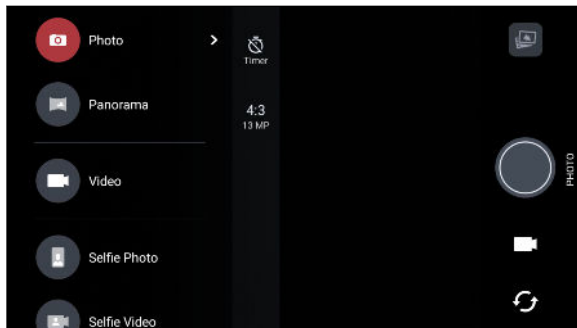 Photo
Panorama
Video
Selfie Photo
Selfie Video
Timer
4:3
13 MP
PHOTO